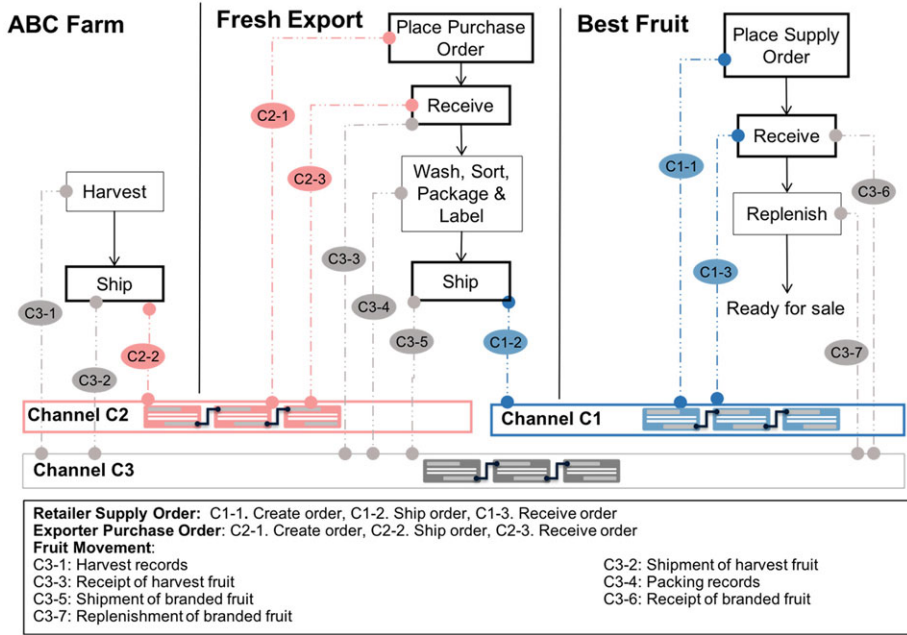 ABC Farm
Fresh Export
Best Fruit
Place Purchase
Order
Place Supply
Order
C2-1
Receive
Receive
C1-1
C2-3
C3-6
Harvest
Wash, Sort,
Package &
Label
Replenish
C3-3
C1-3
Ship
Ship
C3-1
C3-4
Ready for sale
C3-5
C1-2
C2-2
C3-7
C3-2
Channel C2
Channel C1
Channel C3
Retailer Supply Order: C1-1. Create order, C1-2. Ship order, C1-3. Receive order
Exporter Purchase Order: C2-1. Create order, C2-2. Ship order, C2-3. Receive order
Fruit Movement:
C3-1: Harvest records
C3-2: Shipment of harvest fruit
C3-3: Receipt of harvest fruit
C3-4: Packing records
C3-5: Shipment of branded fruit
C3-6: Receipt of branded fruit
C3-7: Replenishment of branded fruit